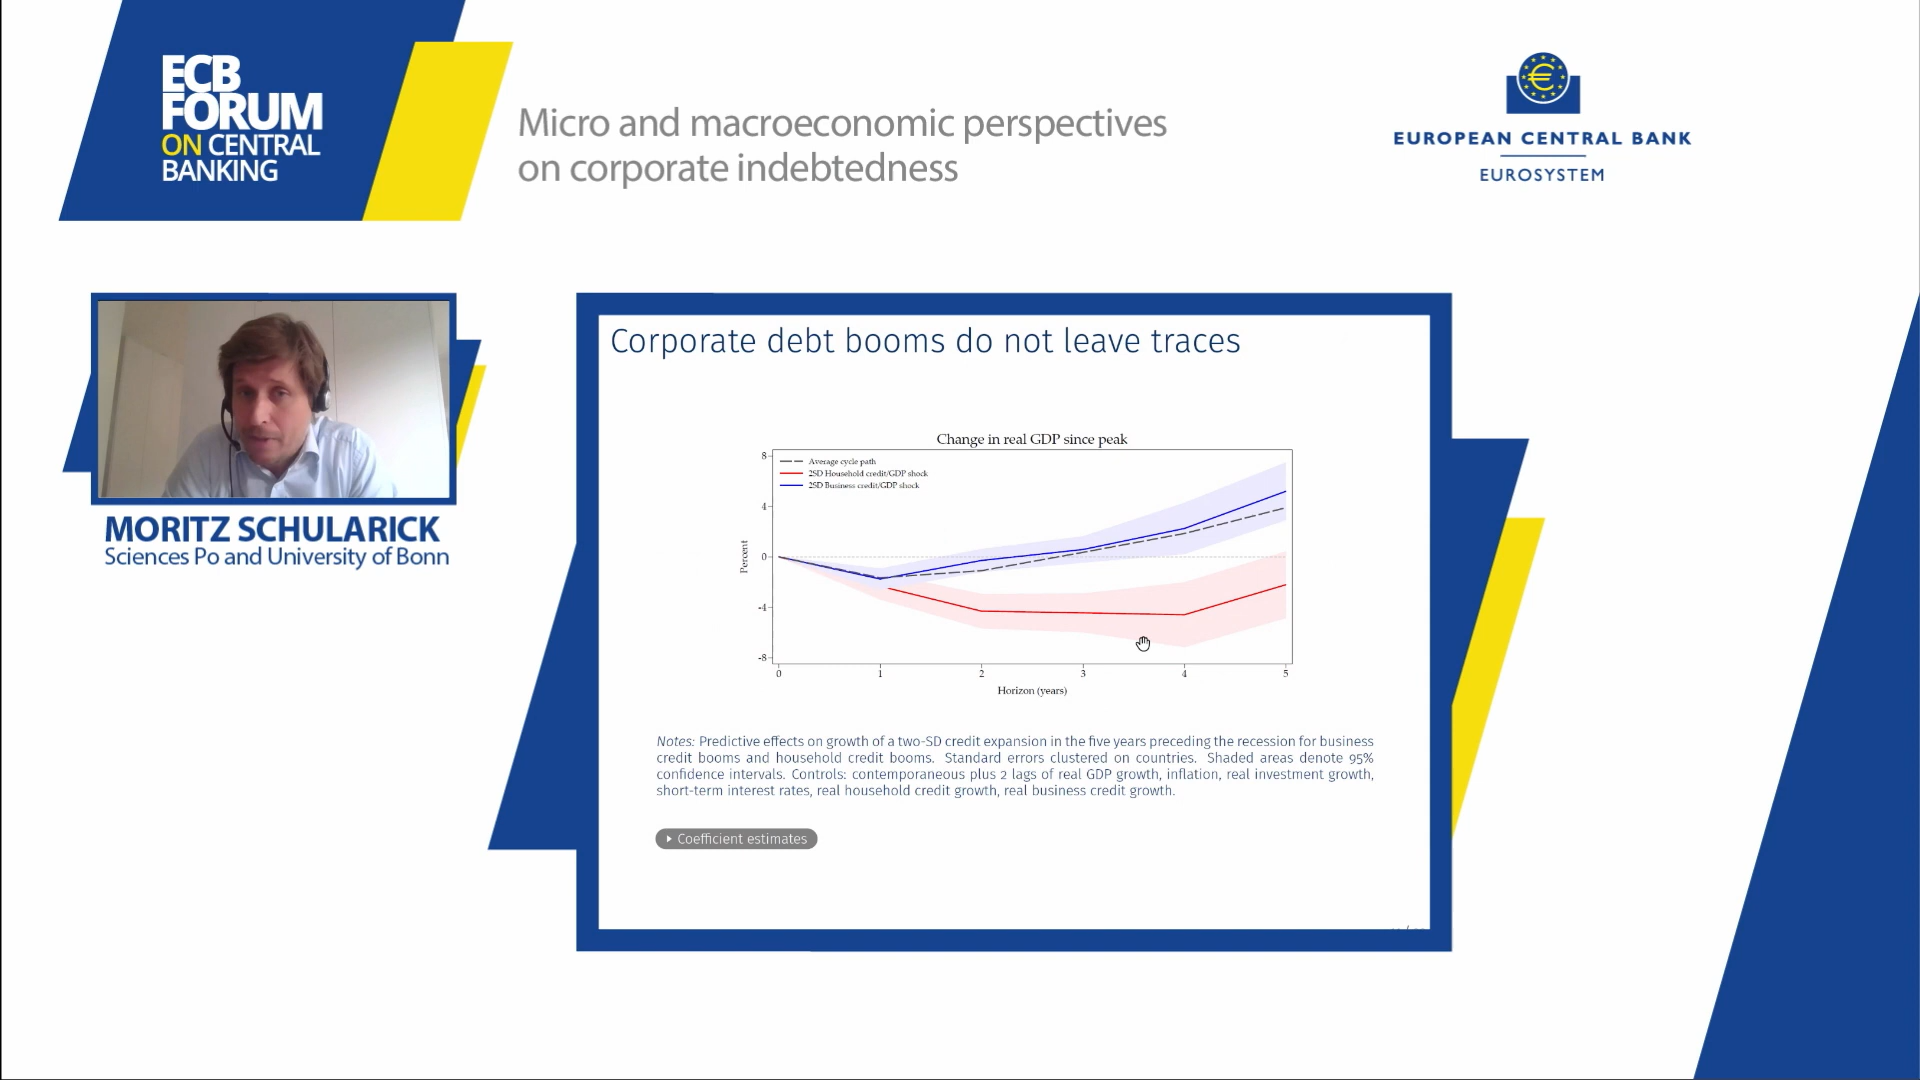 ECB
FORUM
ON CENTRAL
BANKING
Micro and macroeconomic perspectives
on corporate indebtedness
€
EUROPEAN CENTRAL BANK
EUROSYSTEM
MORITZ SCHULARICK
Sciences Po and University of Bonn
Corporate debt booms do not leave traces
Change in real GDP since peak
Average cycle path
2SD Household credit/GDP shock
2SD Business credit/GDP shock
8
4
0
-4
-8
Percent
0 1 2 3 4 5
Horizon (years)
Notes: Predictive effects on growth of a two-SD credit expansion in the five years preceding the recession for business
credit booms and household credit booms. Standard errors clustered on countries. Shaded areas denote 95%
confidence intervals. Controls: contemporaneous plus 2 lags of real GDP growth, inflation, real investment growth,
short-term interest rates, real household credit growth, real business credit growth.
Coefficient estimates